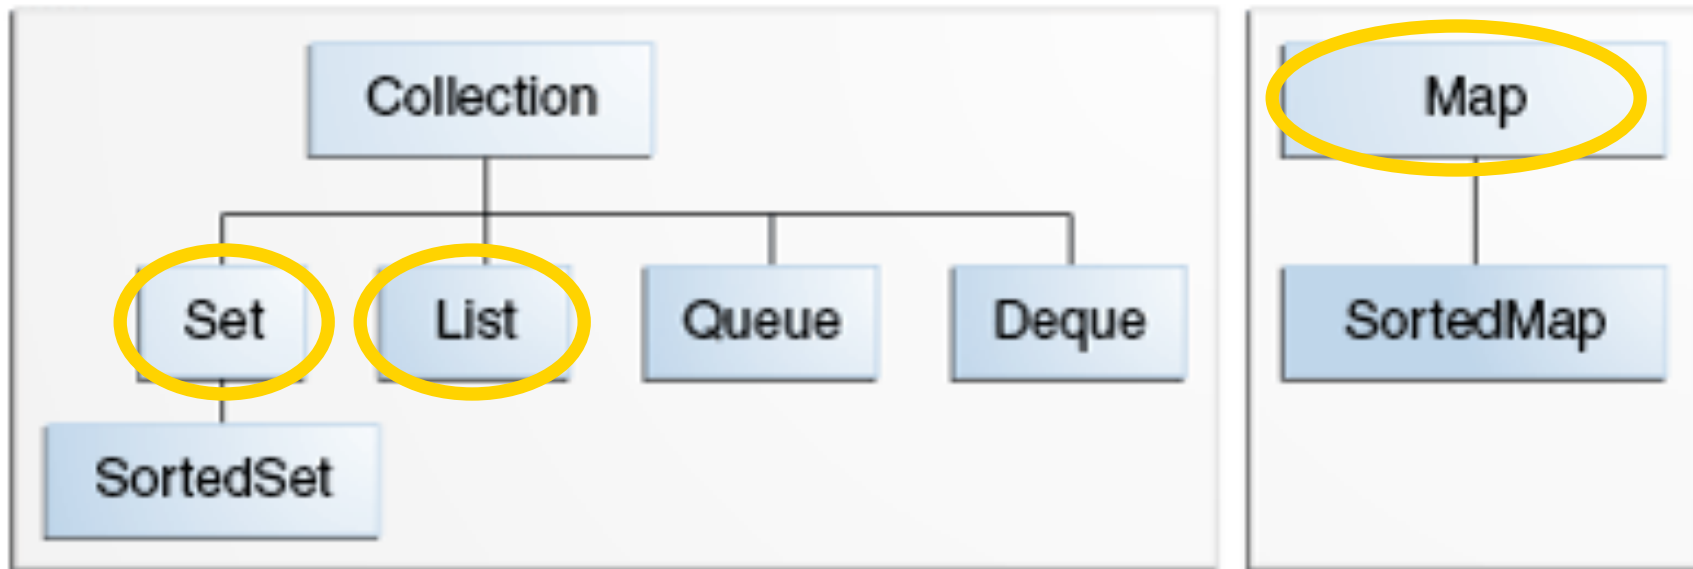 Collection
Map
Set
List
Queue
Deque
SortedMap
SortedSet